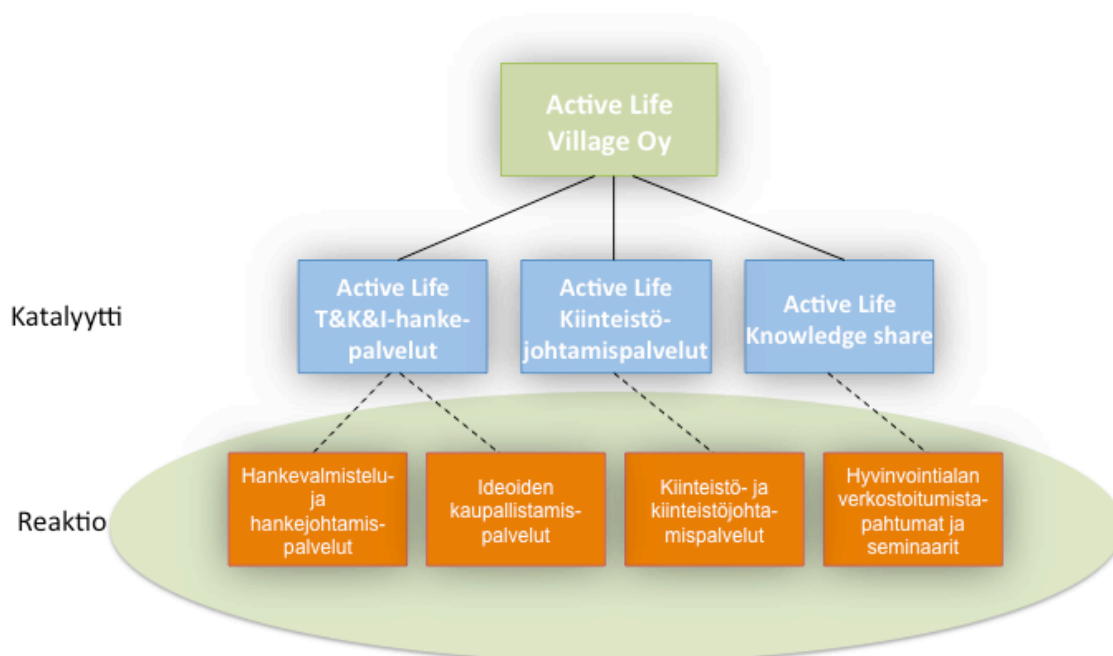 Active Life
Village Oy
Katalyytti
Active Life
T&K&I-hanke-
palvelut
Active Life
Kiinteistö-
johtamispalvelut
Active Life
Knowledge share
Reaktio
Hankevalmistelu-
ja
hankejohtamis-
palvelut
Ideoiden
kaupallistamis-
palvelut
Kiinteistö- ja
kiinteistöjohta-
mispalvelut
Hyvinvointialan
verkostoitumista-
pahtumat ja
seminaarit